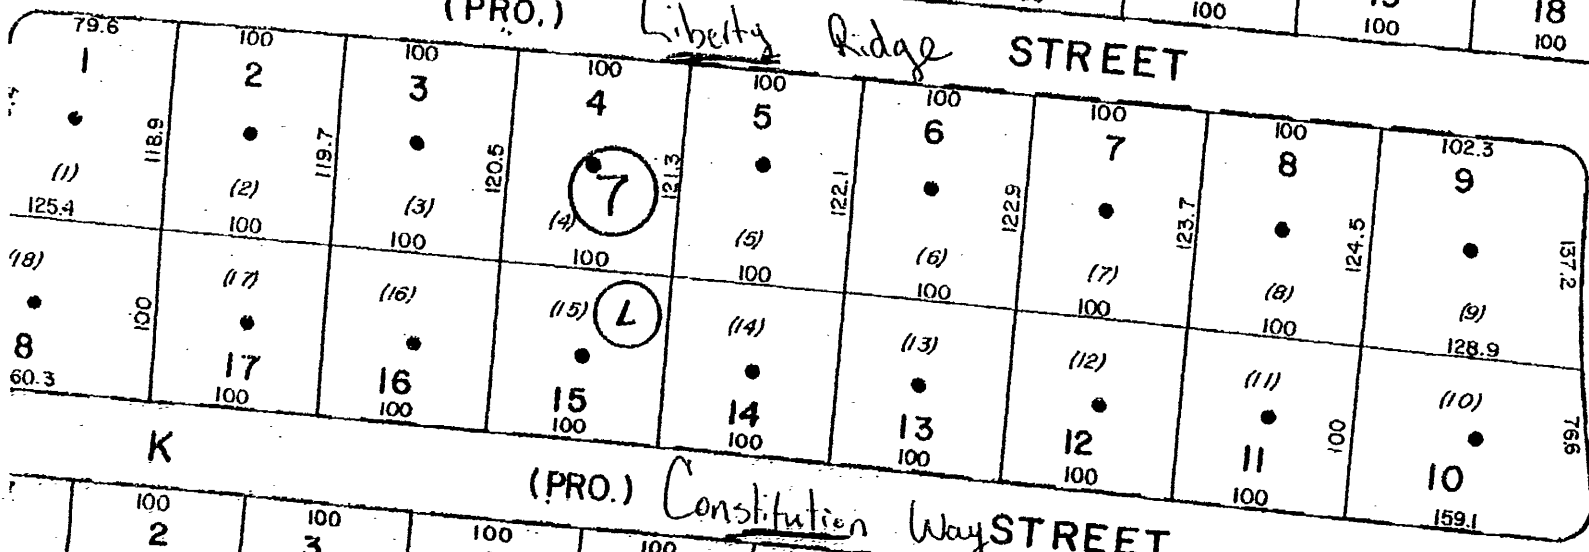 100 100 18
100 100
(PRO.) Liberty Ridge STREET
79.6 100 100 100 100 100 100 100 102.3
1 2 3 4 5 6 7 8 9
118.9 119.7 120.5 121.3 122.1 122.9 123.7 124.5 137.2
7
(1) (2) (3) (4) (5) (6) (7) (8) (9)
125.4 100 100 100 100 100 100 100 128.9
(18) (17) (16) (15) L (14) (13) (12) (11) (10)
100 100 76.6
8 17 16 15 14 13 12 11 10
60.3 100 100 100 100 100 100 100 159.1
K (PRO.) Constitution Way STREET
100 100 100 100
2 3